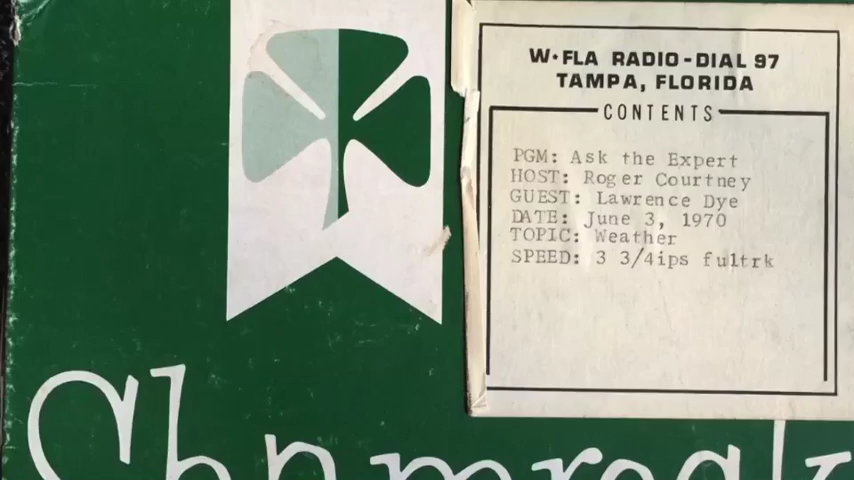 W•FLA RADIO-DIAL 97
TAMPA, FLORIDA
CONTENTS
PGM: Ask the Expert
HOST: Roger Courtney
GUEST: Lawrence Dye
DATE: June 3, 1970
TOPIC: Weather
SPEED: 3 3/4ips fultrk
Shamrock